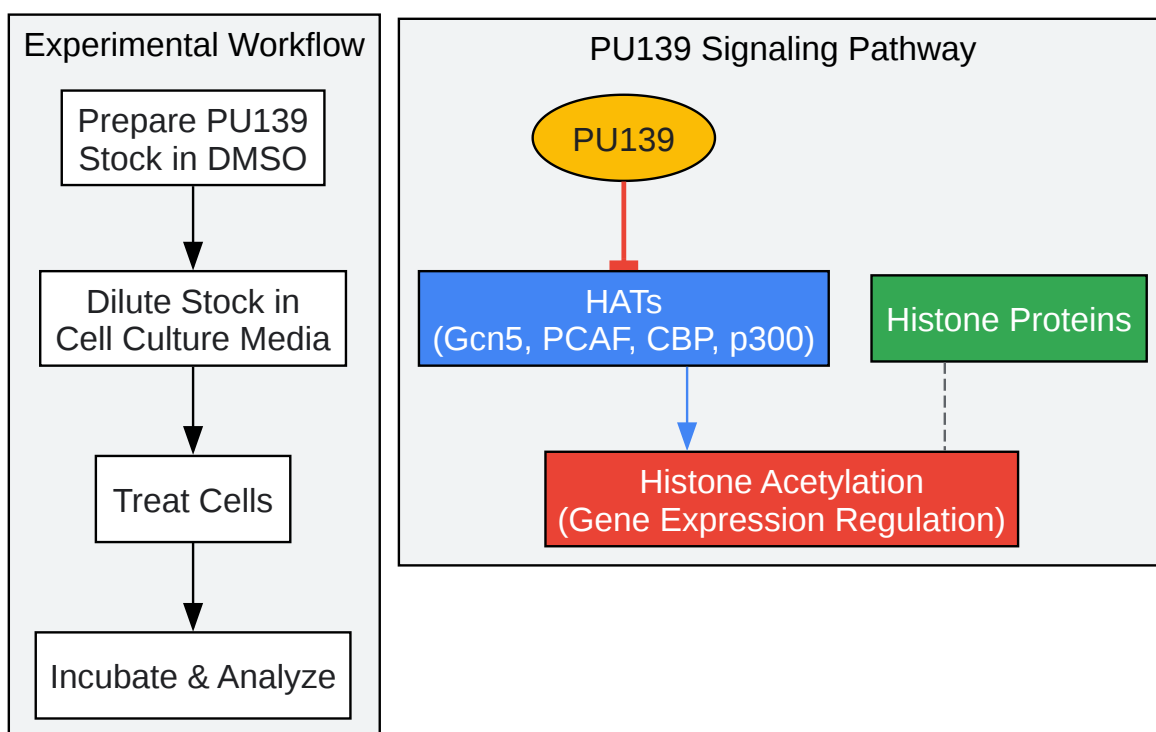 Experimental Workflow
Prepare PU139
Stock in DMSO
Dilute Stock in
Cell Culture Media
Treat Cells
Incubate & Analyze
PU139 Signaling Pathway
PU139
HATs
(Gcn5, PCAF, CBP, p300)
Histone Proteins
Histone Acetylation
(Gene Expression Regulation)